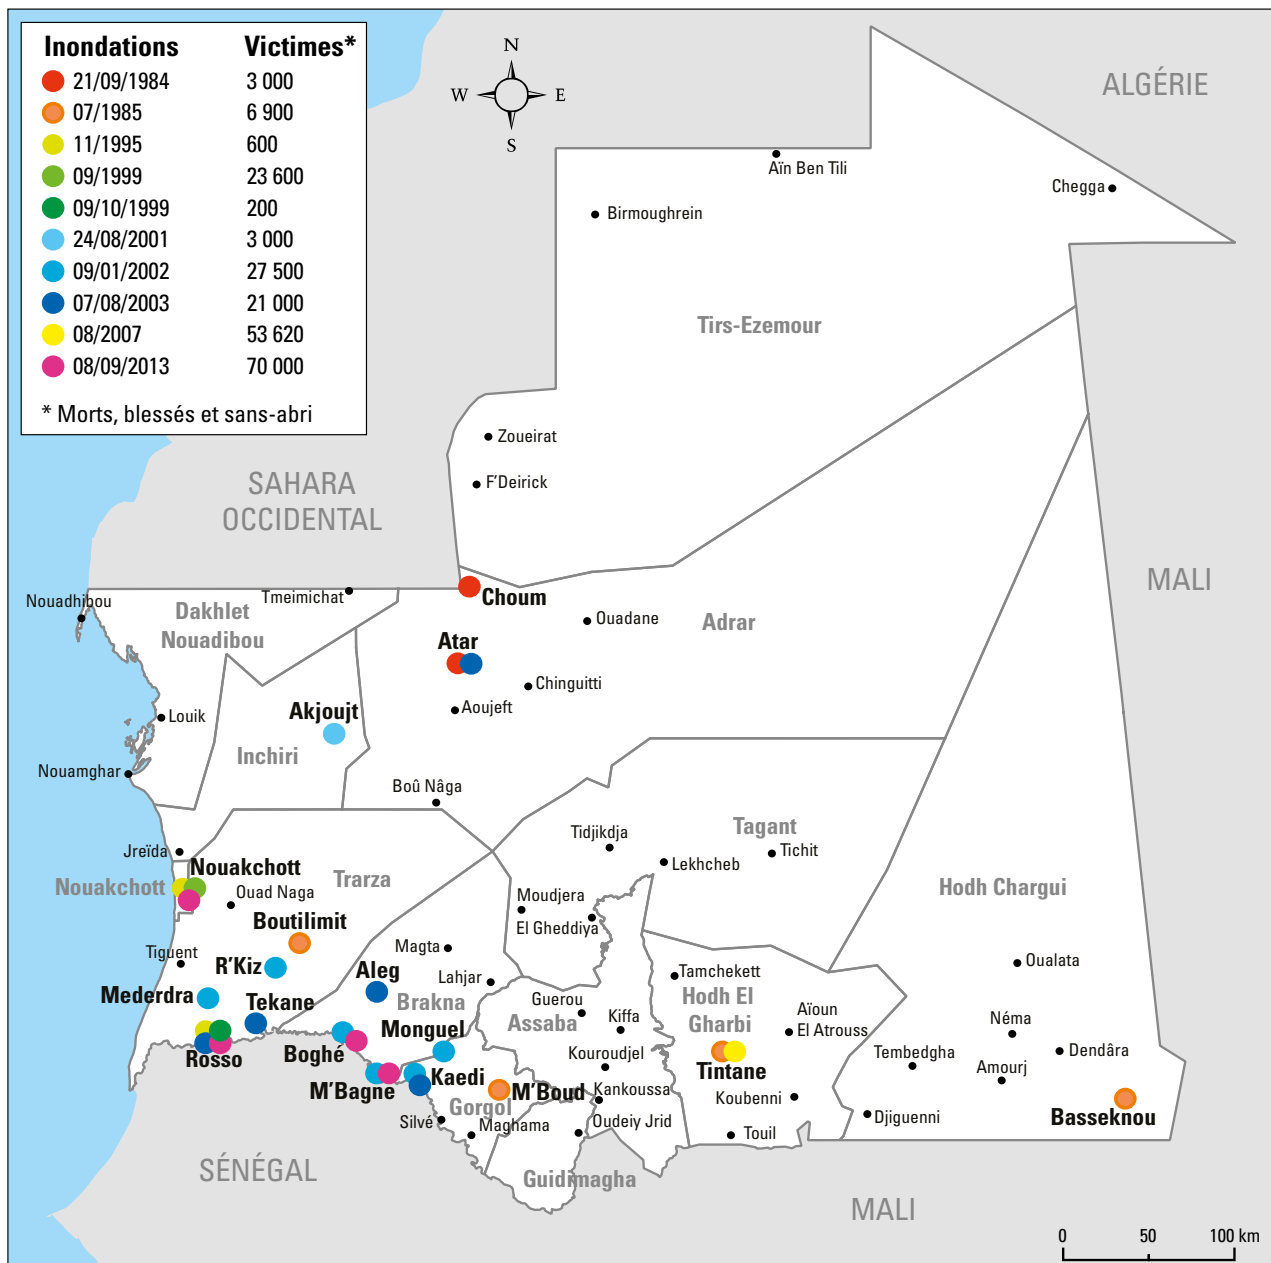 Inondations Victimes*
21/09/1984 3 000
07/1985 6 900
11/1995 600
09/1999 23 600
09/10/1999 200
24/08/2001 3 000
09/01/2002 27 500
07/08/2003 21 000
08/2007 53 620
08/09/2013 70 000
* Morts, blessés et sans-abri
N
W E
S
ALGÉRIE
Aïn Ben Tili
Chegga
Birmoughrein
Tirs-Ezemour
Zoueirat
F'Deirick
SAHARA
OCCIDENTAL
MALI
Nouadhibou
Tmeimichat
Dakhlet
Nouadibou
Choum
Ouadane
Adrar
Atar
Chinguitti
Aoujeft
Akjoujt
Louik
Inchiri
Nouamghar
Boû Nâga
Jreïda
Nouakchott
Nouakchott
Ouad Naga
Trarza
Tidjikdja
Tagant
Tichit
Lekhcheb
Hodh Chargui
Moudjera
El Gheddiya
Boutilimit
Tiguent
R'Kiz
Magta
Aleg
Lahjar
Mederdra
Tekane
Brakna
Guerou
Assaba
Kiffa
Tamchekett
Hodh El
Gharbi
Aïoun
El Atrouss
Oualata
Néma
Dendâra
Tembedgha
Amourj
Rosso
Boghé
Monguel
Kouroudjel
Tintane
M'Bagne
Kaedi
M'Boud
Kankoussa
Koubenni
Gorgol
Basseknou
Silvé
Maghama
Oudeiy Jrid
Touil
Djiguenni
SÉNÉGAL
Guidimagha
MALI
0 50 100 km